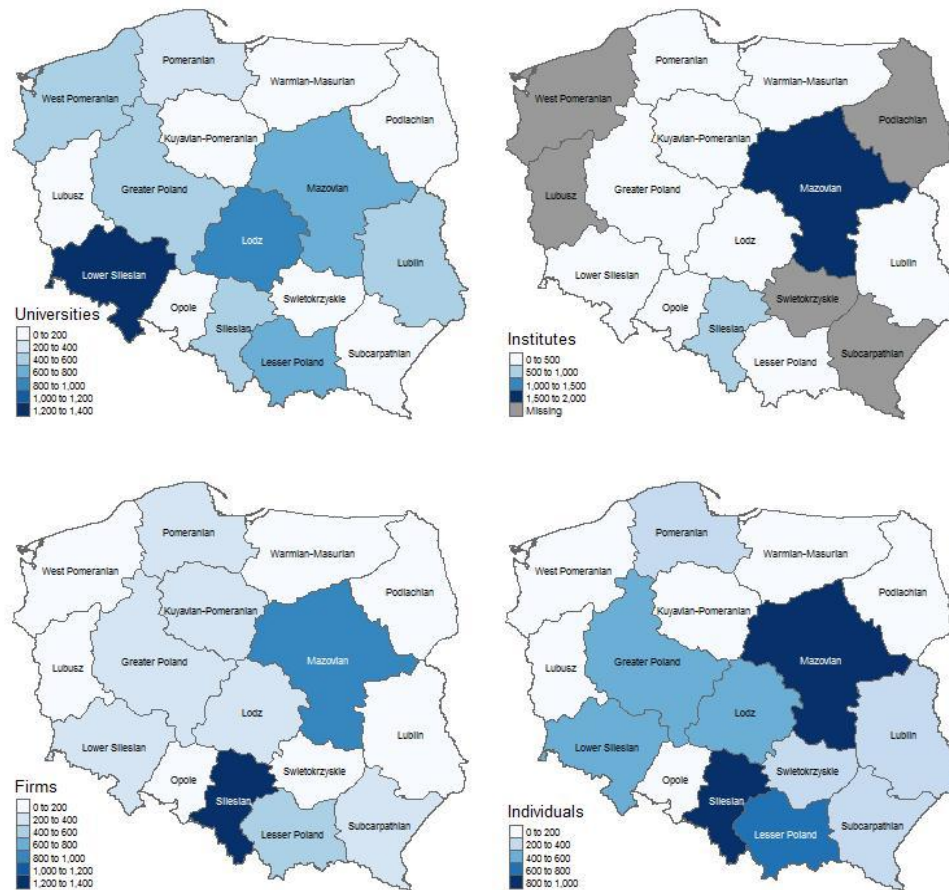 Pomeranian
Warmian-Masurian
West Pomeranian
Podlachian
Kuyavian-Pomeranian
Greater Poland
Mazovian
Lubusz
Lodz
Lublin
Lower Silesian
Opole
Swietokrzyskie
Silesian
Lesser Poland
Subcarpathian
Universities
0 to 200
200 to 400
400 to 600
600 to 800
800 to 1,000
1,000 to 1,200
1,200 to 1,400
Pomeranian
Warmian-Masurian
West Pomeranian
Podlachian
Kuyavian-Pomeranian
Greater Poland
Mazovian
Lubusz
Lodz
Lublin
Lower Silesian
Opole
Swietokrzyskie
Silesian
Lesser Poland
Subcarpathian
Institutes
0 to 500
500 to 1,000
1,000 to 1,500
1,500 to 2,000
Missing
Pomeranian
Warmian-Masurian
West Pomeranian
Podlachian
Kuyavian-Pomeranian
Greater Poland
Mazovian
Lubusz
Lodz
Lublin
Lower Silesian
Opole
Swietokrzyskie
Silesian
Lesser Poland
Subcarpathian
Firms
0 to 200
200 to 400
400 to 600
600 to 800
800 to 1,000
1,000 to 1,200
1,200 to 1,400
Pomeranian
Warmian-Masurian
West Pomeranian
Podlachian
Kuyavian-Pomeranian
Greater Poland
Mazovian
Lubusz
Lodz
Lublin
Lower Silesian
Opole
Swietokrzyskie
Silesian
Lesser Poland
Subcarpathian
Individuals
0 to 200
200 to 400
400 to 600
600 to 800
800 to 1,000